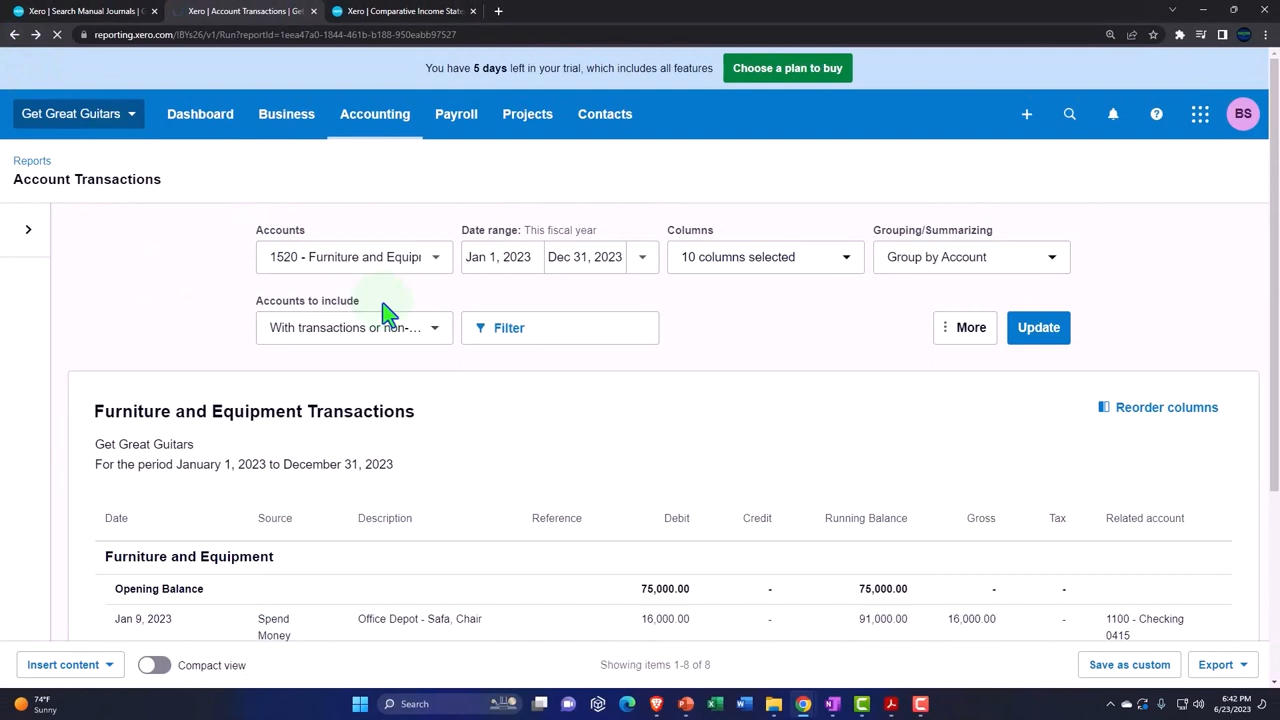 Xero | Search Manual Journals | G
Xero | Account Transactions | Get
Xero | Comparative Income State
reporting.xero.com/IBYs26/v1/Run?reportId=1eea47a0-1844-461b-b188-950eabb97527
You have 5 days left in your trial, which includes all features
Choose a plan to buy
Get Great Guitars
Dashboard
Business
Accounting
Payroll
Projects
Contacts
BS
Reports
Account Transactions
Accounts
Date range: This fiscal year
Columns
Grouping/Summarizing
1520 - Furniture and Equipr
Jan 1, 2023
Dec 31, 2023
10 columns selected
Group by Account
Accounts to include
With transactions or non-...
Filter
More
Update
Furniture and Equipment Transactions
Reorder columns
Get Great Guitars
For the period January 1, 2023 to December 31, 2023
Date Source Description Reference Debit Credit Running Balance Gross Tax Related account
Furniture and Equipment
Opening Balance 75,000.00 - 75,000.00 - -
Jan 9, 2023 Spend Office Depot - Safa, Chair 16,000.00 - 91,000.00 16,000.00 - 1100 - Checking
Money 0415
Insert content
Compact view
Showing items 1-8 of 8
Save as custom
Export
74°F
Sunny
Search
6:42 PM
6/23/2023